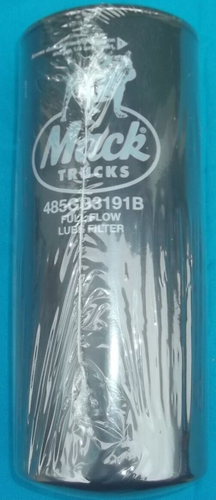 Mack®
TRUCKS
485GB3191B
FULL FLOW
LUBE FILTER